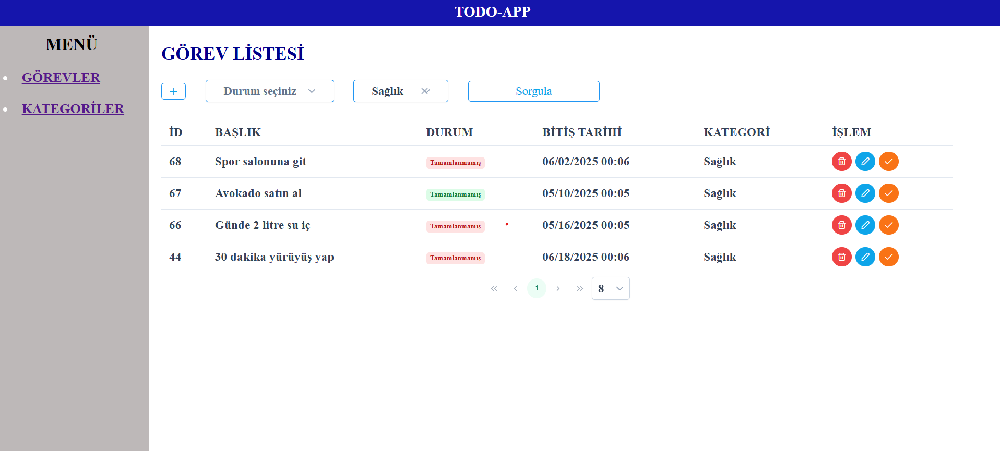 TODO-APP
MENÜ
GÖREVLER
KATEGORİLER
GÖREV LİSTESİ
Durum seçiniz Sağlık Sorgula
İD BAŞLIK DURUM BİTİŞ TARİHİ KATEGORİ İŞLEM
68 Spor salonuna git Tamamlanmamış 06/02/2025 00:06 Sağlık
67 Avokado satın al Tamamlanmamış 05/10/2025 00:05 Sağlık
66 Günde 2 litre su iç Tamamlanmamış 05/16/2025 00:05 Sağlık
44 30 dakika yürüyüş yap Tamamlanmamış 06/18/2025 00:06 Sağlık
1 8